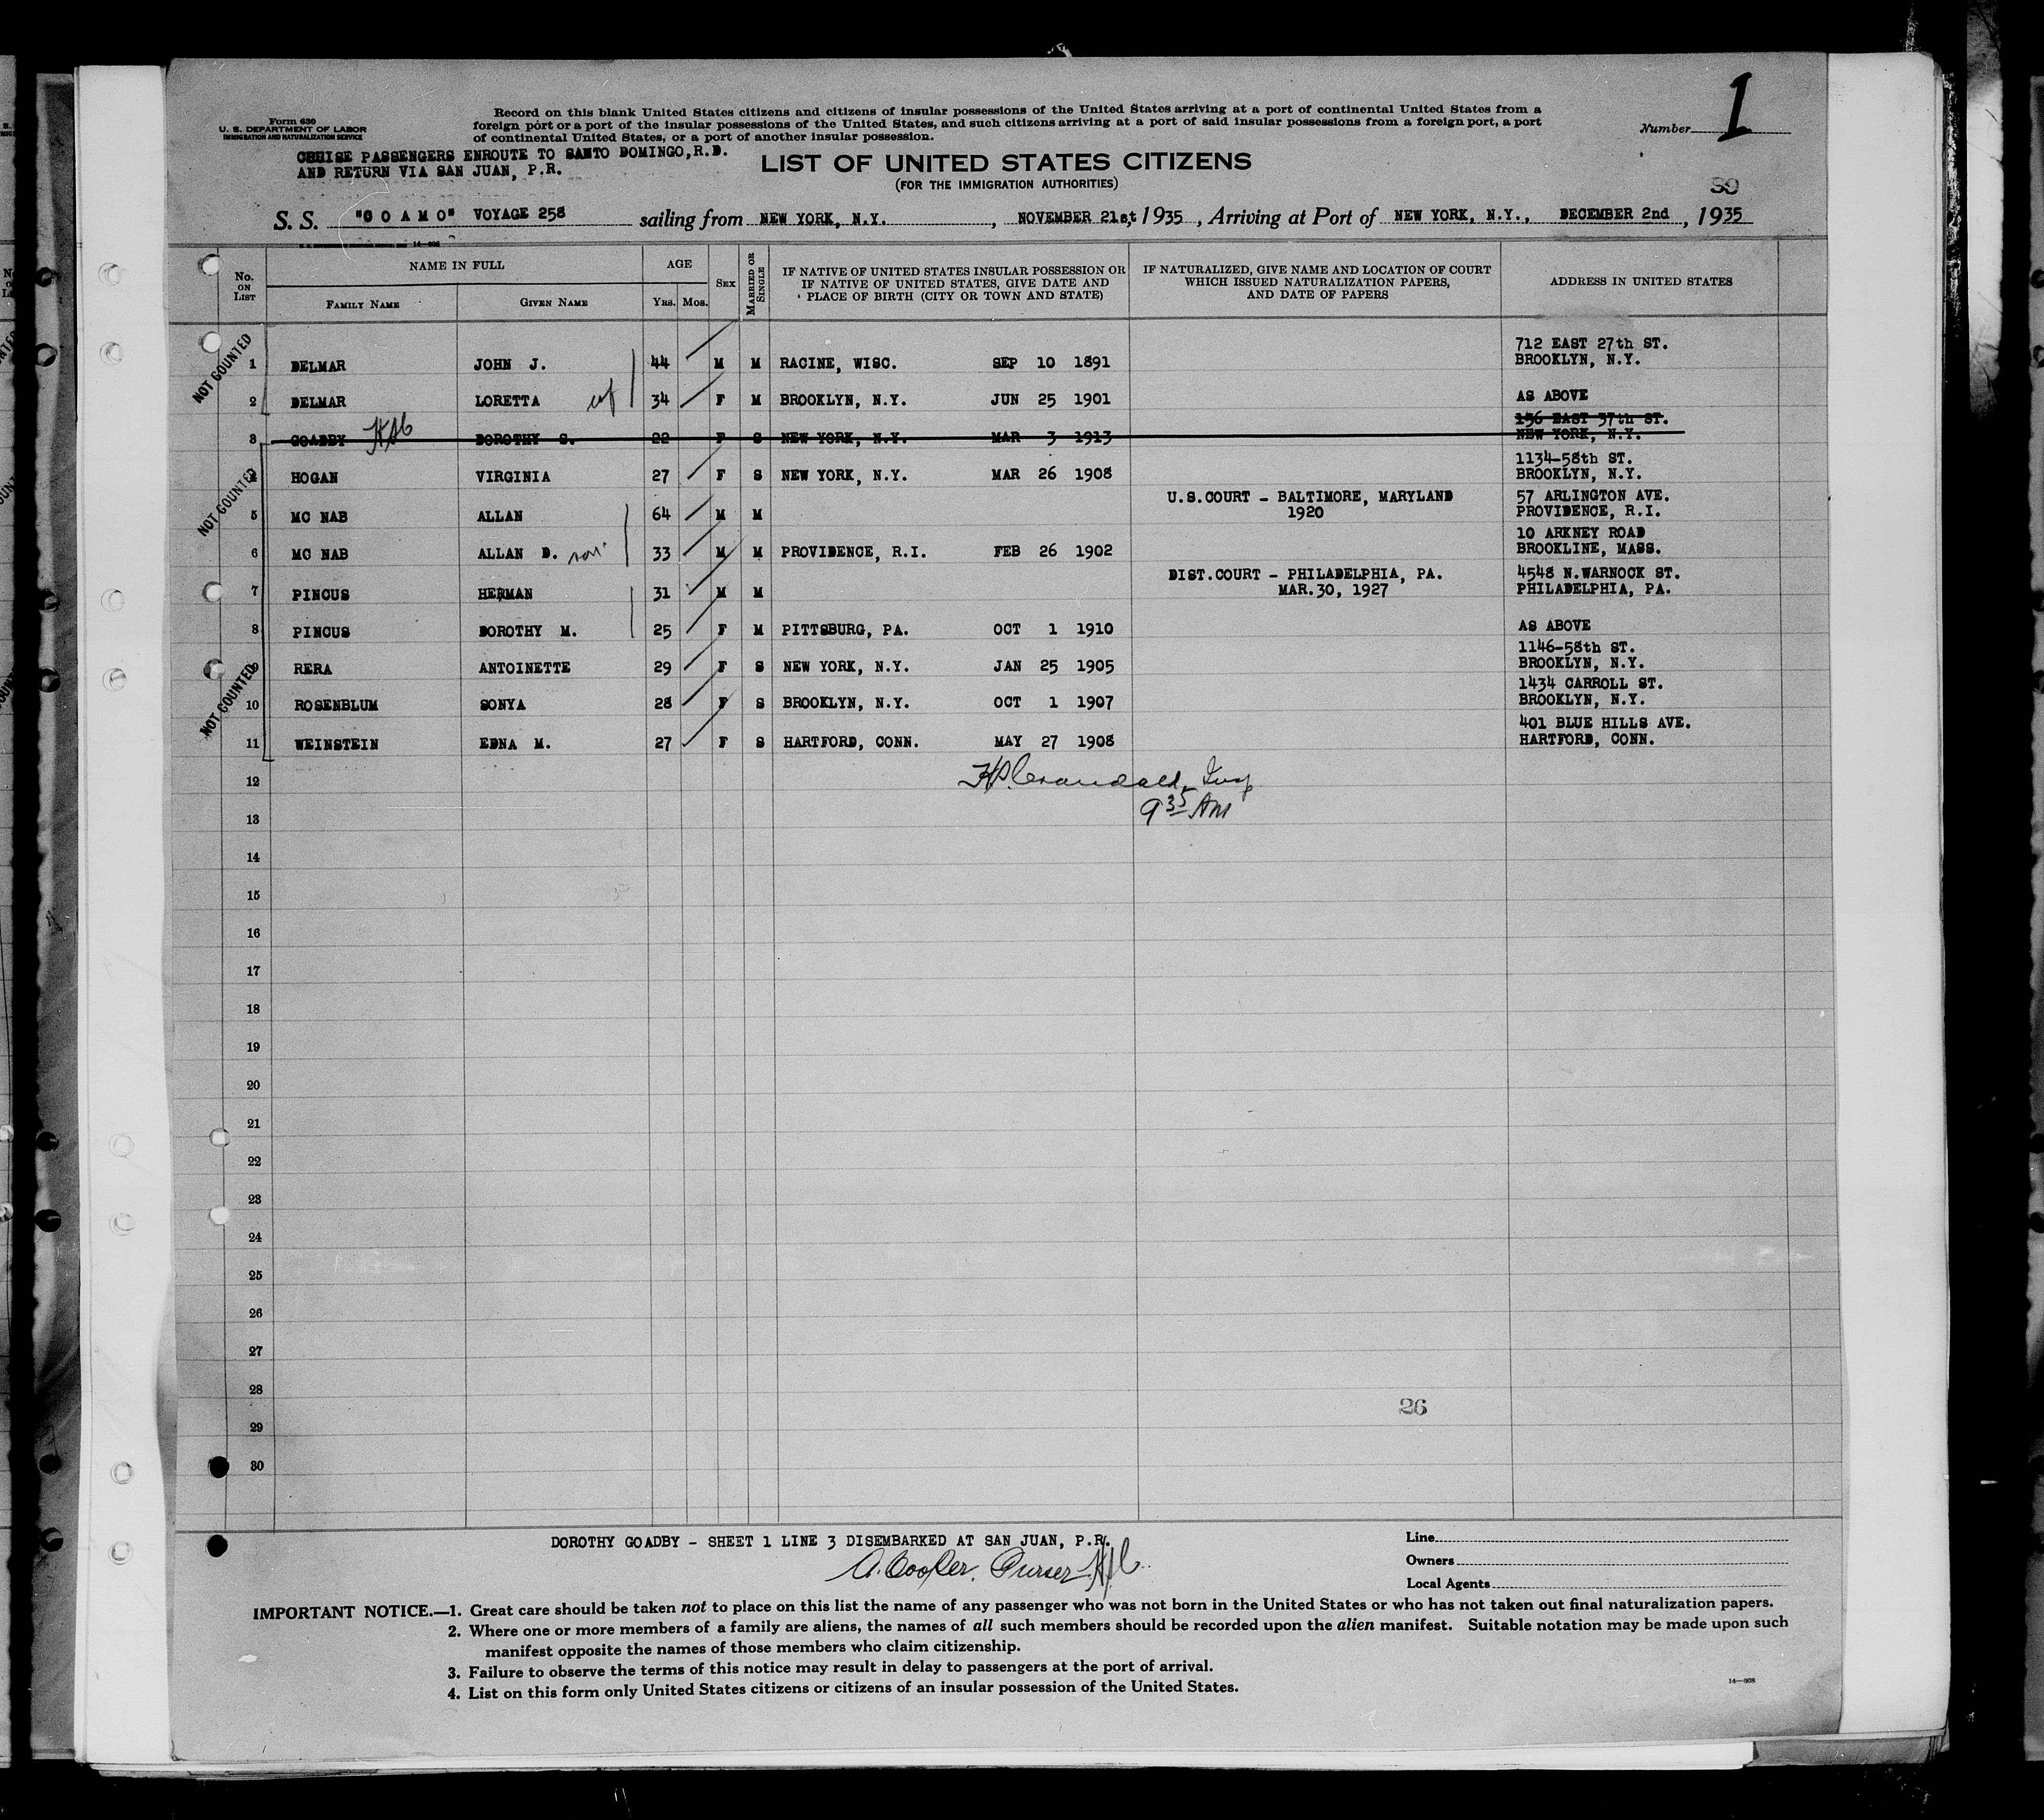 Form 630
U. S. DEPARTMENT OF LABOR
IMMIGRATION AND NATURALIZATION SERVICE
Record on this blank United States citizens and citizens of insular possessions of the United States arriving at a port of continental United States from a
foreign port or a port of the insular possessions of the United States, and such citizens arriving at a port of said insular possessions from a foreign port, a port
of continental United States, or a port of another insular possession.
Number 1
CRUISE PASSENGERS ENROUTE TO SANTO DOMINGO, R.D.
AND RETURN VIA SAN JUAN, P.R.
LIST OF UNITED STATES CITIZENS
(FOR THE IMMIGRATION AUTHORITIES)
S. S. "C O A M O" VOYAGE 258 sailing from NEW YORK, N.Y., NOVEMBER 21st, 1935, Arriving at Port of NEW YORK, N.Y., DECEMBER 2nd, 1935
No. ON LIST
NAME IN FULL
FAMILY NAME
GIVEN NAME
AGE
YRS. MOS.
SEX
MARRIED OR SINGLE
IF NATIVE OF UNITED STATES INSULAR POSSESSION OR
IF NATIVE OF UNITED STATES, GIVE DATE AND
PLACE OF BIRTH (CITY OR TOWN AND STATE)
IF NATURALIZED, GIVE NAME AND LOCATION OF COURT
WHICH ISSUED NATURALIZATION PAPERS,
AND DATE OF PAPERS
ADDRESS IN UNITED STATES
NOT COUNTED
712 EAST 27th ST.
1 DELMAR JOHN J. 44 M M RACINE, WISC. SEP 10 1891 BROOKLYN, N.Y.
2 DELMAR LORETTA wf 34 F M BROOKLYN, N.Y. JUN 25 1901 AS ABOVE
156 EAST 37th ST.
3 GOADBY HSC DOROTHY S. 22 F S NEW YORK, N.Y. MAR 3 1913 NEW YORK, N.Y.
1134-58th ST.
4 HOGAN VIRGINIA 27 F S NEW YORK, N.Y. MAR 26 1908 BROOKLYN, N.Y.
NOT COUNTED
U.S.COURT - BALTIMORE, MARYLAND 57 ARLINGTON AVE.
5 MC NAB ALLAN 64 M M 1920 PROVIDENCE, R.I.
10 ARKNEY ROAD
6 MC NAB ALLAN D. son 33 M M PROVIDENCE, R.I. FEB 26 1902 BROOKLINE, MASS.
DIST.COURT - PHILADELPHIA, PA. 4548 N.WARNOCK ST.
7 PINCUS HERMAN 31 M M MAR.30, 1927 PHILADELPHIA, PA.
8 PINCUS DOROTHY M. 25 F M PITTSBURG, PA. OCT 1 1910 AS ABOVE
1146-58th ST.
9 RERA ANTOINETTE 29 F S NEW YORK, N.Y. JAN 25 1905 BROOKLYN, N.Y.
NOT COUNTED
1434 CARROLL ST.
10 ROSENBLUM SONYA 28 F S BROOKLYN, N.Y. OCT 1 1907 BROOKLYN, N.Y.
401 BLUE HILLS AVE.
11 WEINSTEIN EDNA M. 27 F S HARTFORD, CONN. MAY 27 1908 HARTFORD, CONN.
12
Crandall, Insp
13
9 35 AM
14
15
16
17
18
19
20
21
22
23
24
25
26
27
28
26
29
30
DOROTHY GOADBY - SHEET 1 LINE 3 DISEMBARKED AT SAN JUAN, P.R.
A. Cooper. Purser
Line
Owners
Local Agents
IMPORTANT NOTICE.—1. Great care should be taken not to place on this list the name of any passenger who was not born in the United States or who has not taken out final naturalization papers.
2. Where one or more members of a family are aliens, the names of all such members should be recorded upon the alien manifest. Suitable notation may be made upon such
manifest opposite the names of those members who claim citizenship.
3. Failure to observe the terms of this notice may result in delay to passengers at the port of arrival.
4. List on this form only United States citizens or citizens of an insular possession of the United States.
14—608